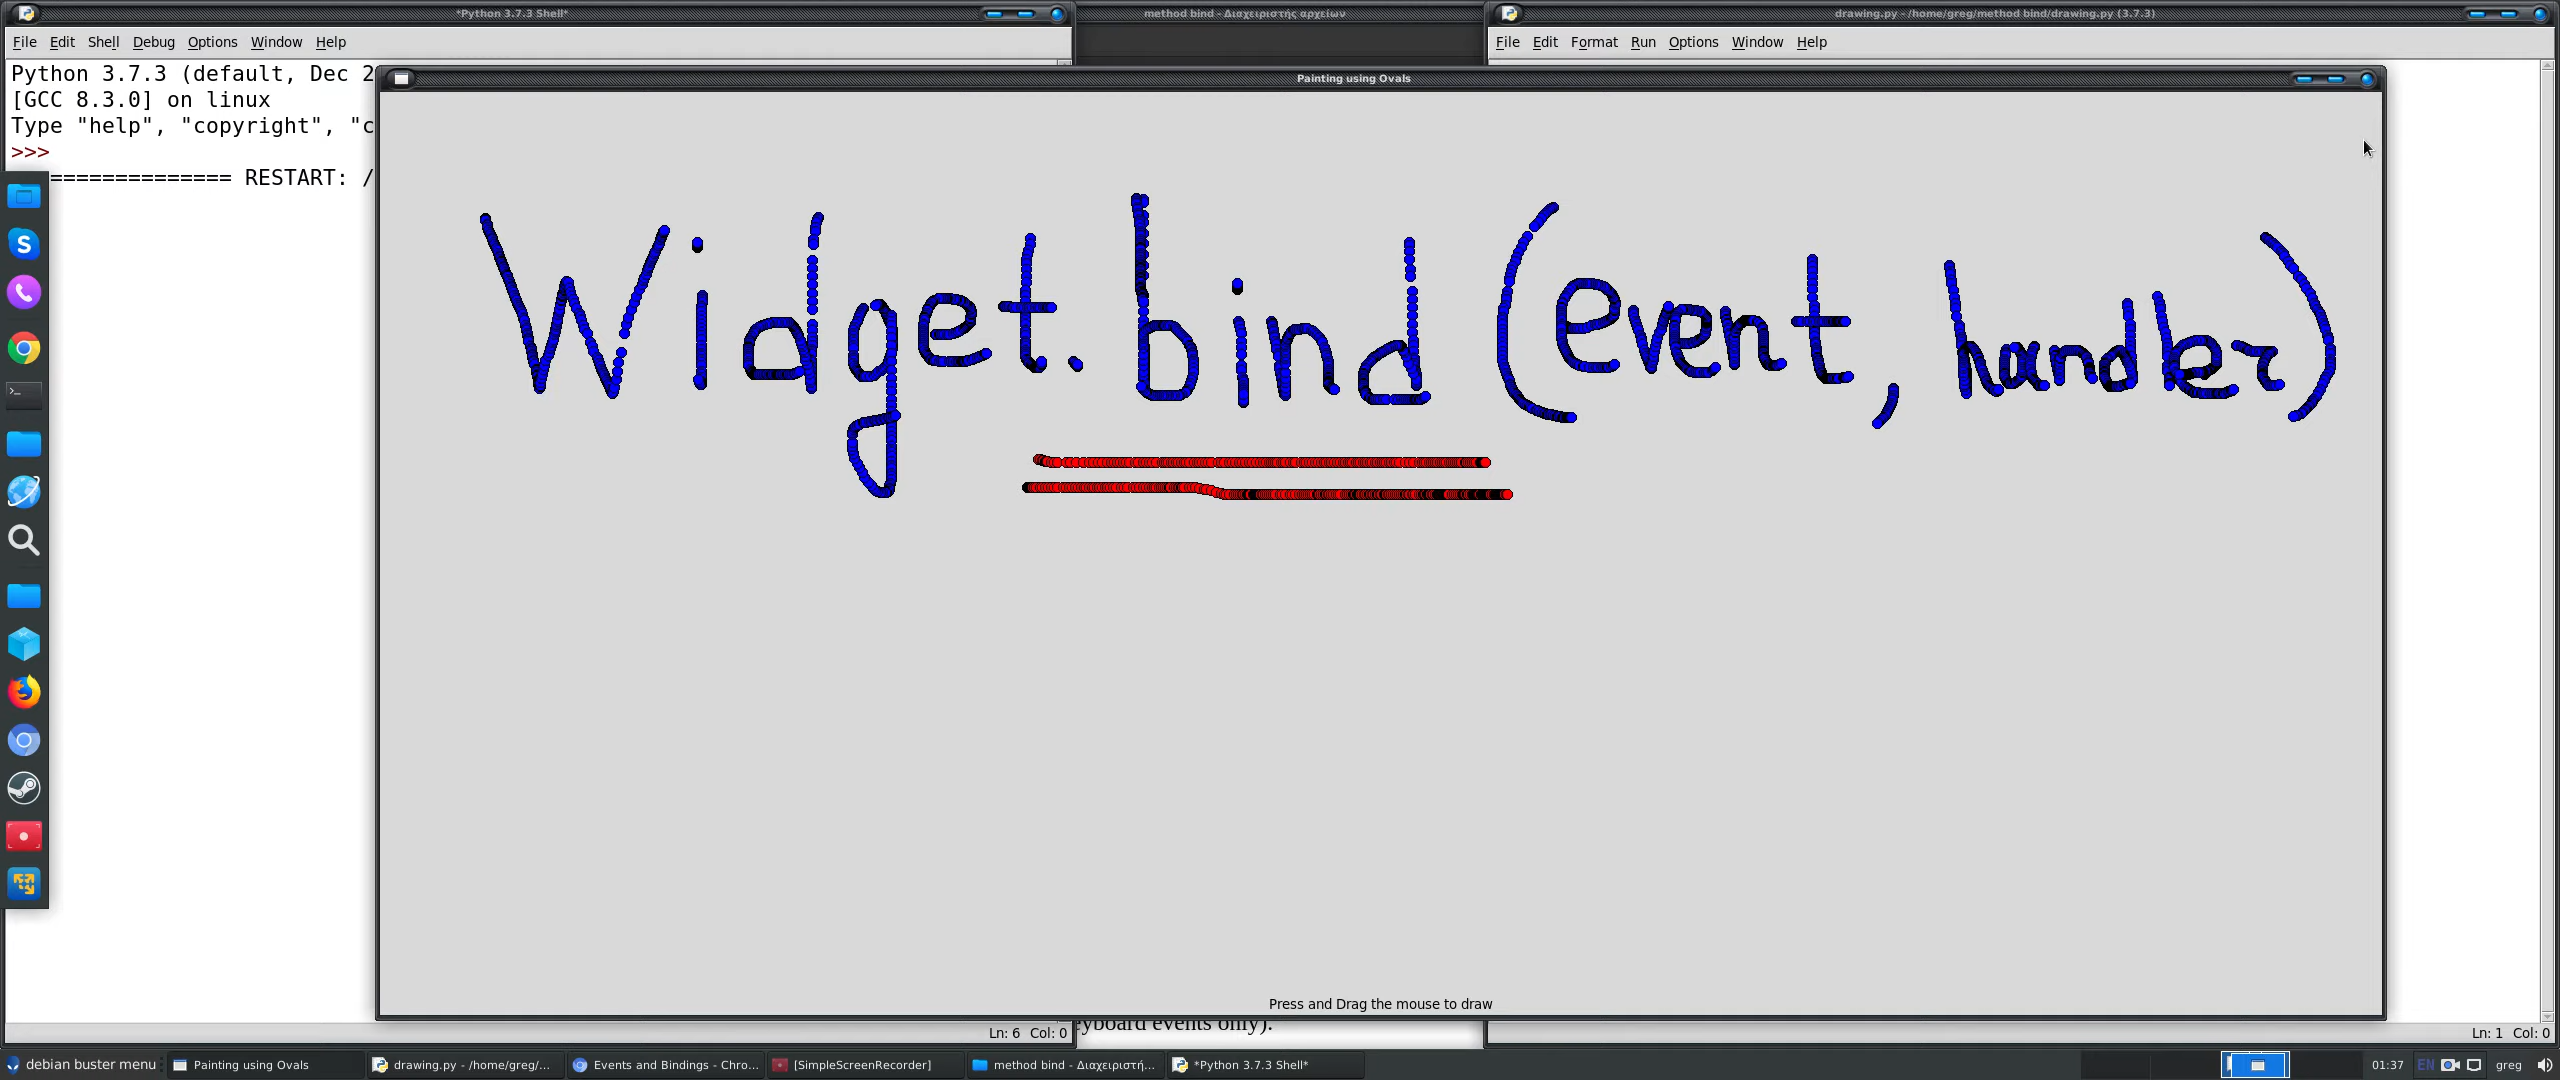 *Python 3.7.3 Shell*
method bind - Διαχειριστής αρχείων
drawing.py - /home/greg/method bind/drawing.py (3.7.3)
File Edit Shell Debug Options Window Help
File Edit Format Run Options Window Help
Painting using Ovals
Python 3.7.3 (default, Dec 2
[GCC 8.3.0] on linux
Type "help", "copyright", "c
>>>
============== RESTART: /
Widget.bind (event, hander)
Press and Drag the mouse to draw
yboard events only).
Ln: 6 Col: 0
Ln: 1 Col: 0
debian buster menu
Painting using Ovals
drawing.py - /home/greg/...
Events and Bindings - Chro...
[SimpleScreenRecorder]
method bind - Διαχειριστή...
*Python 3.7.3 Shell*
01:37
EN
greg